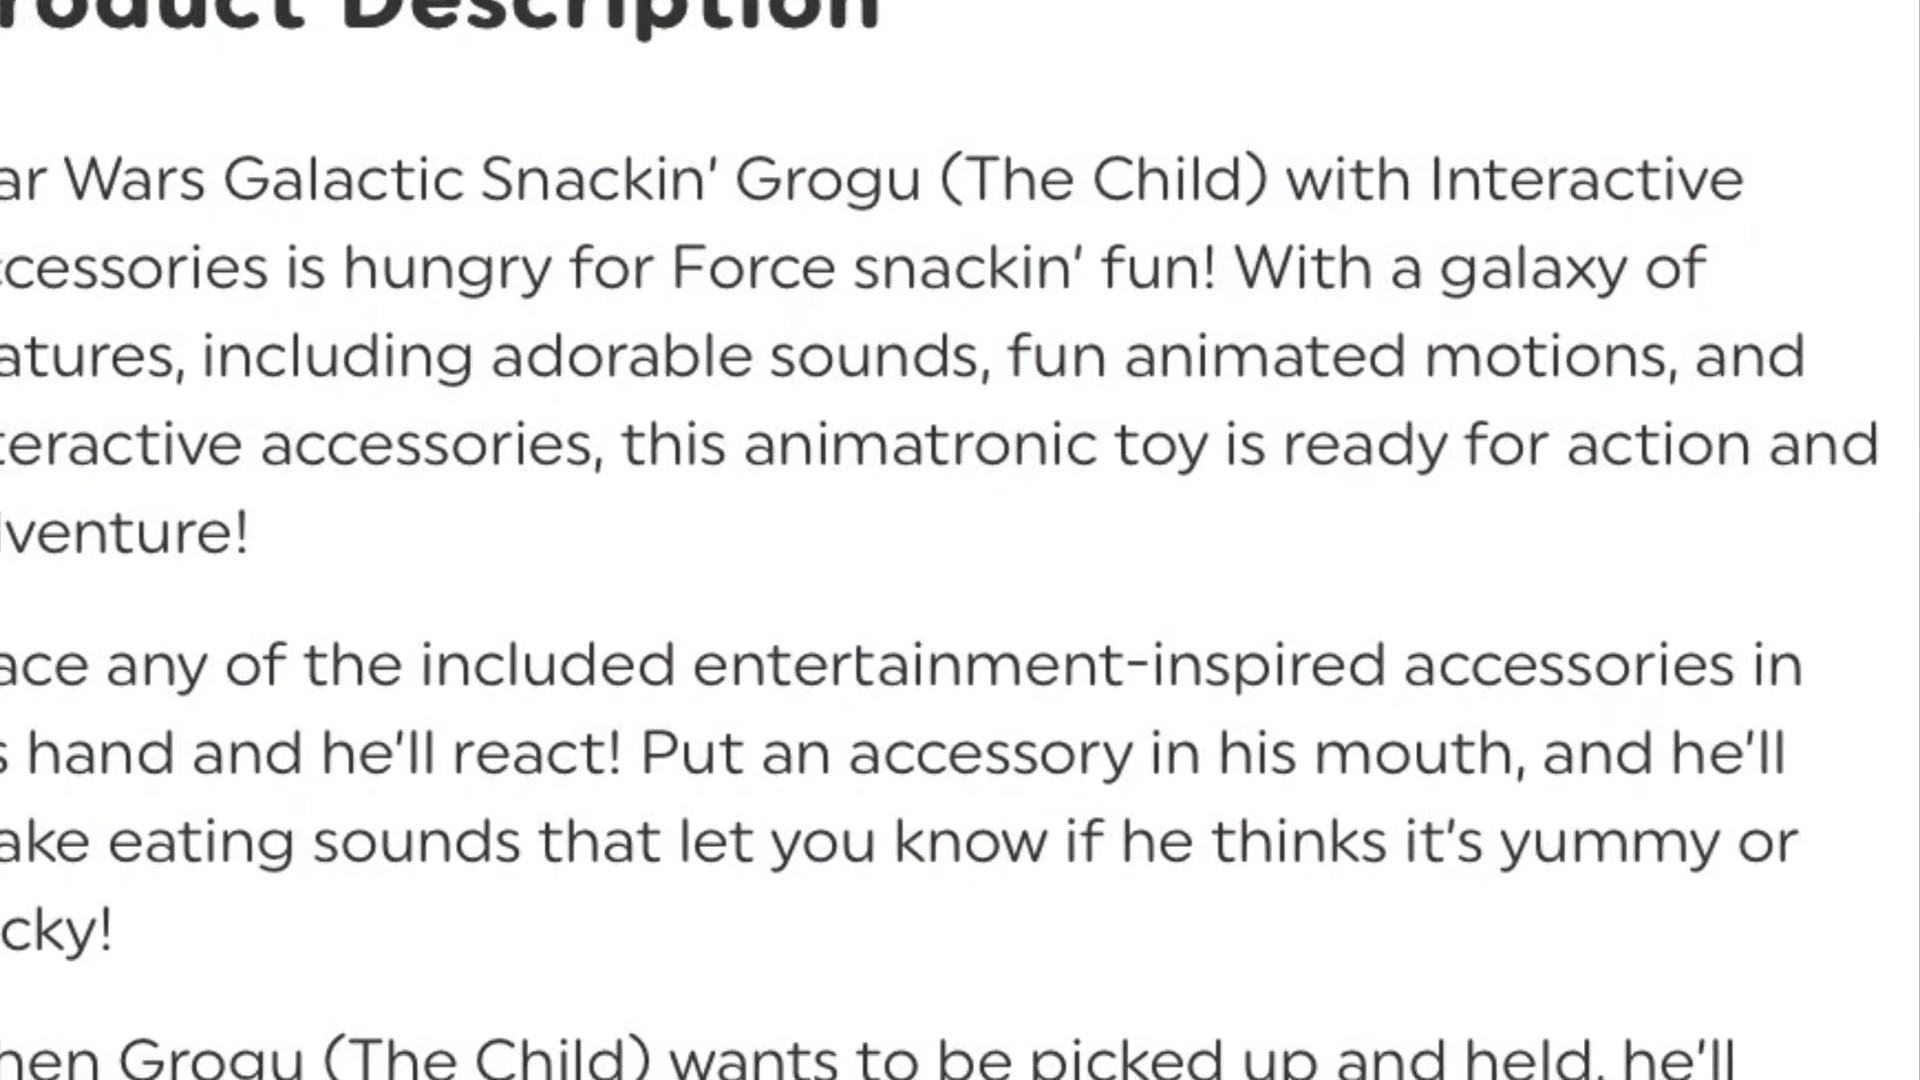 roduct Description
ar Wars Galactic Snackin' Grogu (The Child) with Interactive
ccessories is hungry for Force snackin' fun! With a galaxy of
atures, including adorable sounds, fun animated motions, and
teractive accessories, this animatronic toy is ready for action and
dventure!
ace any of the included entertainment-inspired accessories in
s hand and he'll react! Put an accessory in his mouth, and he'll
ake eating sounds that let you know if he thinks it's yummy or
cky!
hen Grogu (The Child) wants to be picked up and held, he'll